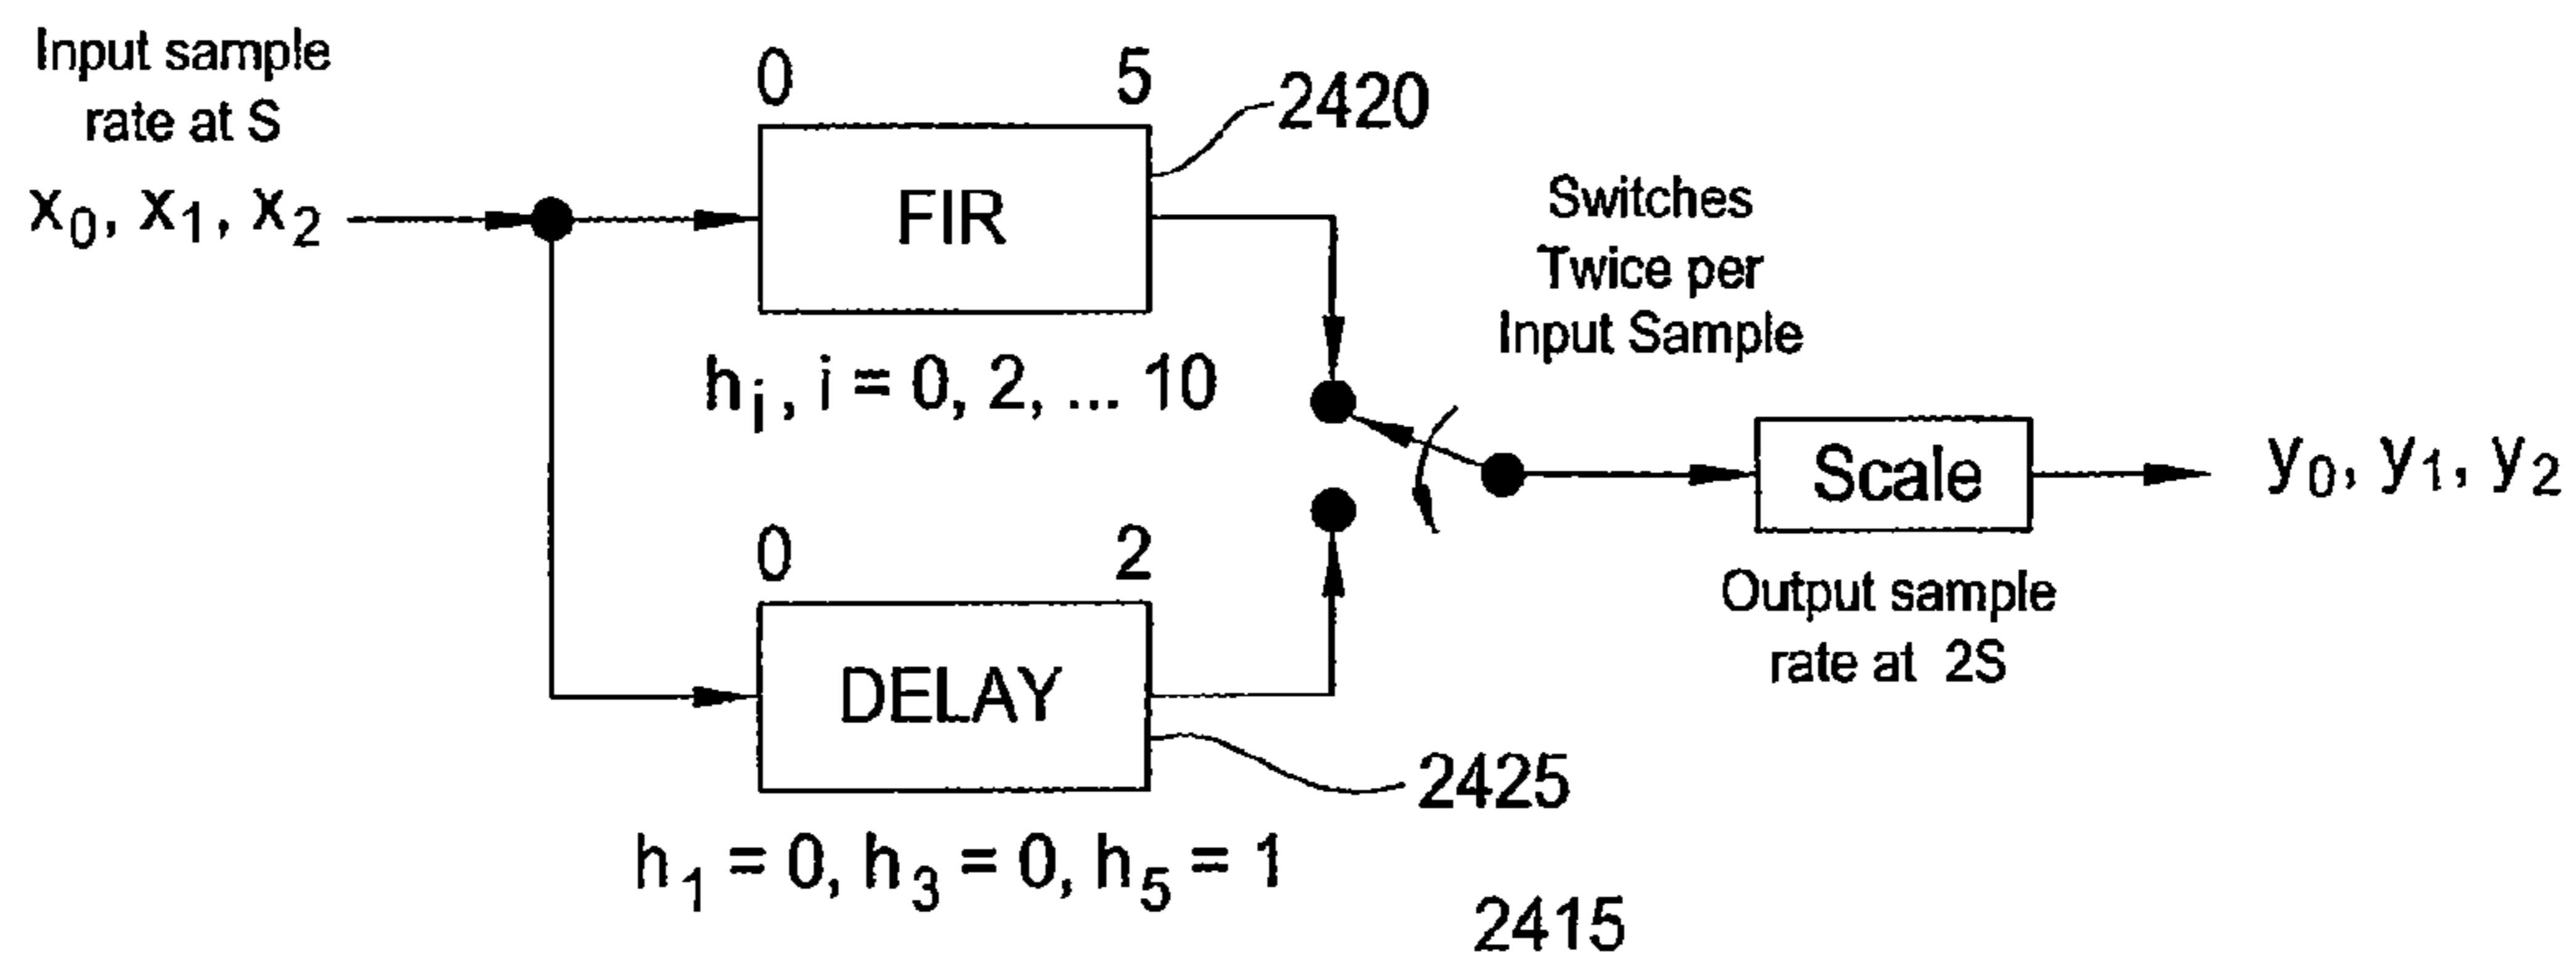 Input sample
rate at S
x0, x1, x2
0 5
2420
FIR
hi, i = 0, 2, ... 10
Switches
Twice per
Input Sample
0 2
DELAY
2425
h1 = 0, h3 = 0, h5 = 1
Scale
y0, y1, y2
Output sample
rate at 2S
2415